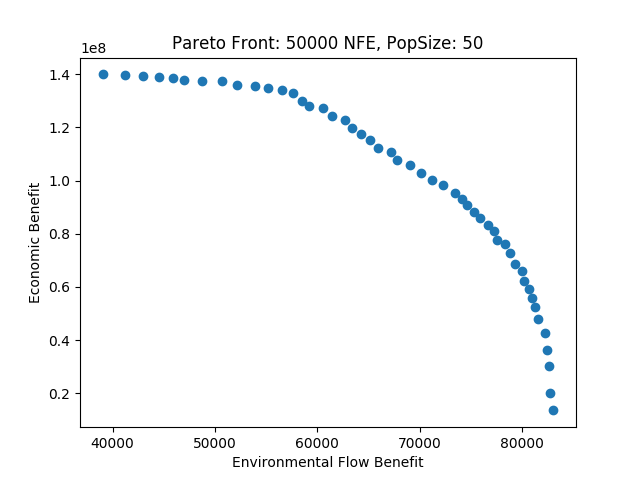 Pareto Front: 50000 NFE, PopSize: 50
1e8
1.4
1.2
1.0
0.8
0.6
0.4
0.2
Economic Benefit
40000 50000 60000 70000 80000
Environmental Flow Benefit